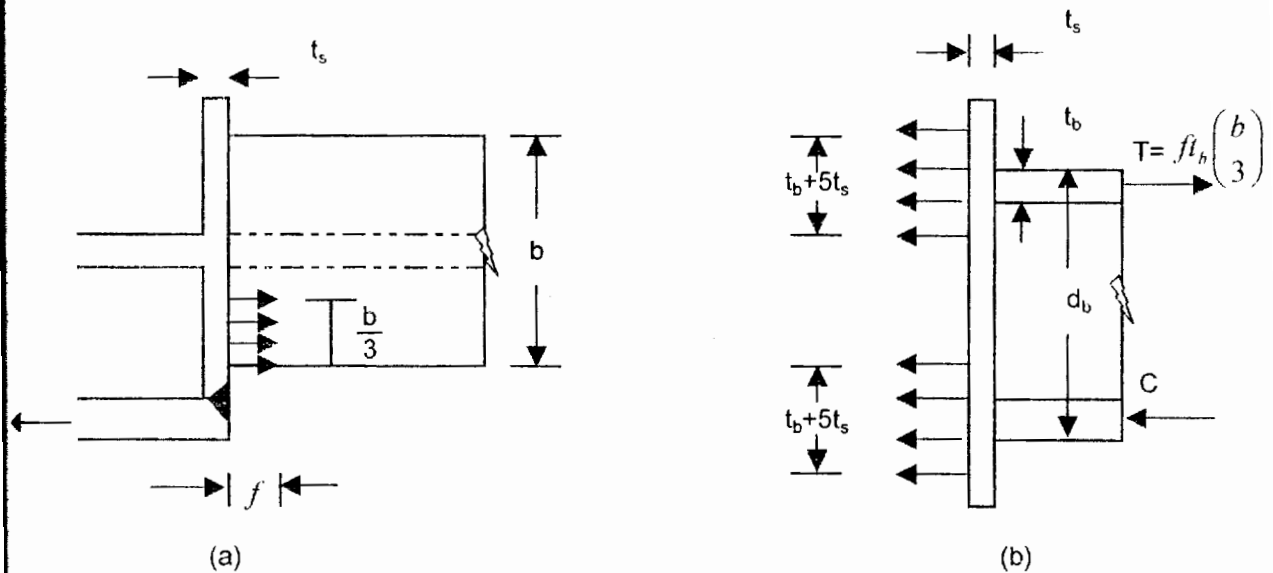 t_s
b
b/3
f
(a)
t_s
t_b
T= ft_b(b/3)
t_b+5t_s
d_b
C
t_b+5t_s
(b)